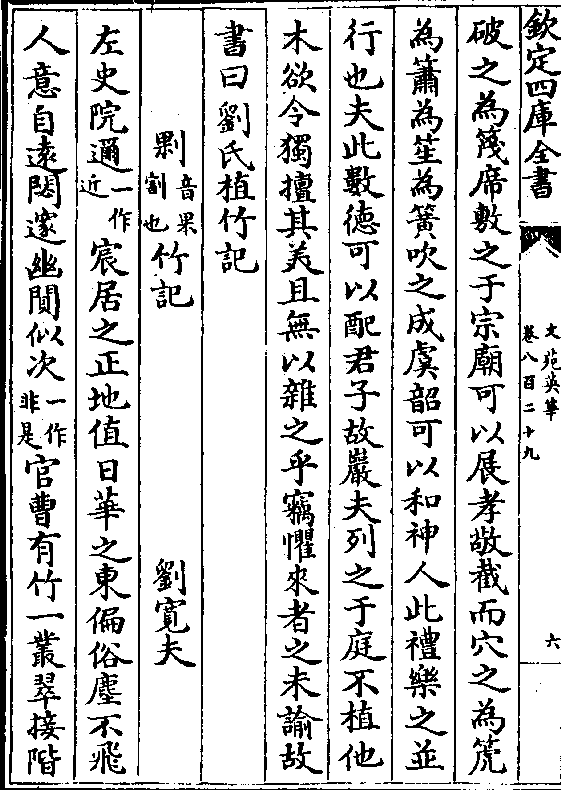 欽定四庫全書
文苑英華
卷八百二十九
六
破之為篾席敷之于宗廟可以展孝敬截而穴之為箎
為簫為笙為簧吹之成虞韶可以和神人此禮樂之並
行也夫此數徳可以配君子故巖夫列之于庭不植他
木欲令獨擅其美且無以雜之乎竊懼來者之未諭故
書曰劉氏植竹記
剿音果割也竹記 劉寛夫
左史院邇一作近宸居之正地值日華之東偏俗塵不飛
人意自遠閎邃幽閒似次一作非是官曹有竹一叢翠接階